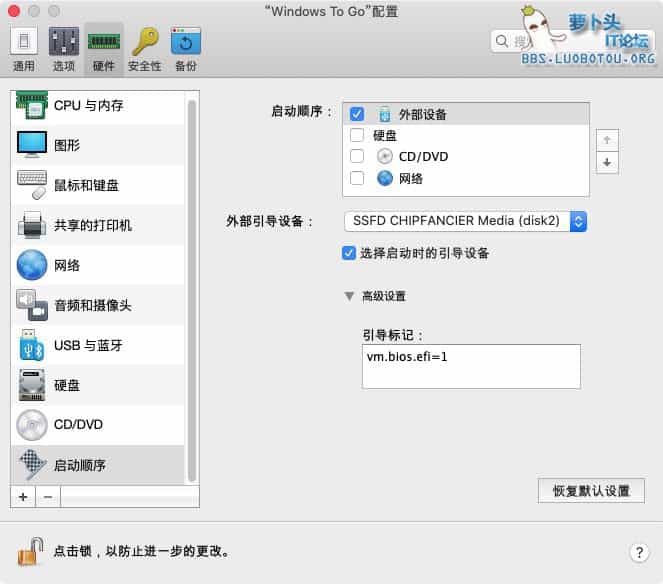 “Windows To Go”配置
通用
选项
硬件
安全性
备份
萝卜头
IT论坛
BBS.LUOBOTOU.ORG
CPU 与内存
图形
鼠标和键盘
共享的打印机
网络
音频和摄像头
USB 与蓝牙
硬盘
CD/DVD
启动顺序
+
−
启动顺序：
外部设备
硬盘
CD/DVD
网络
外部引导设备：
SSFD CHIPFANCIER Media (disk2)
选择启动时的引导设备
高级设置
引导标记：
vm.bios.efi=1
恢复默认设置
点击锁，以防止进一步的更改。
?